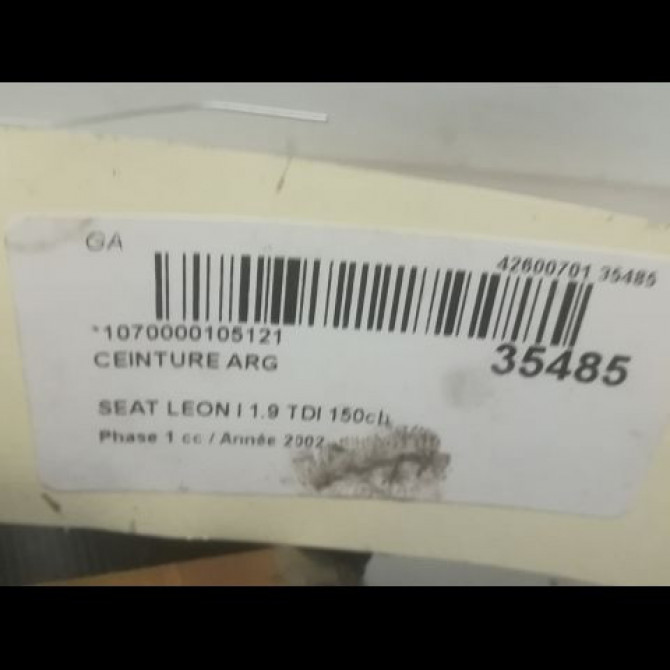 GA
42600701 35485
*1070000105121
35485
CEINTURE ARG
SEAT LEON I 1.9 TDI 150ch
Phase 1 cc / Année 2002